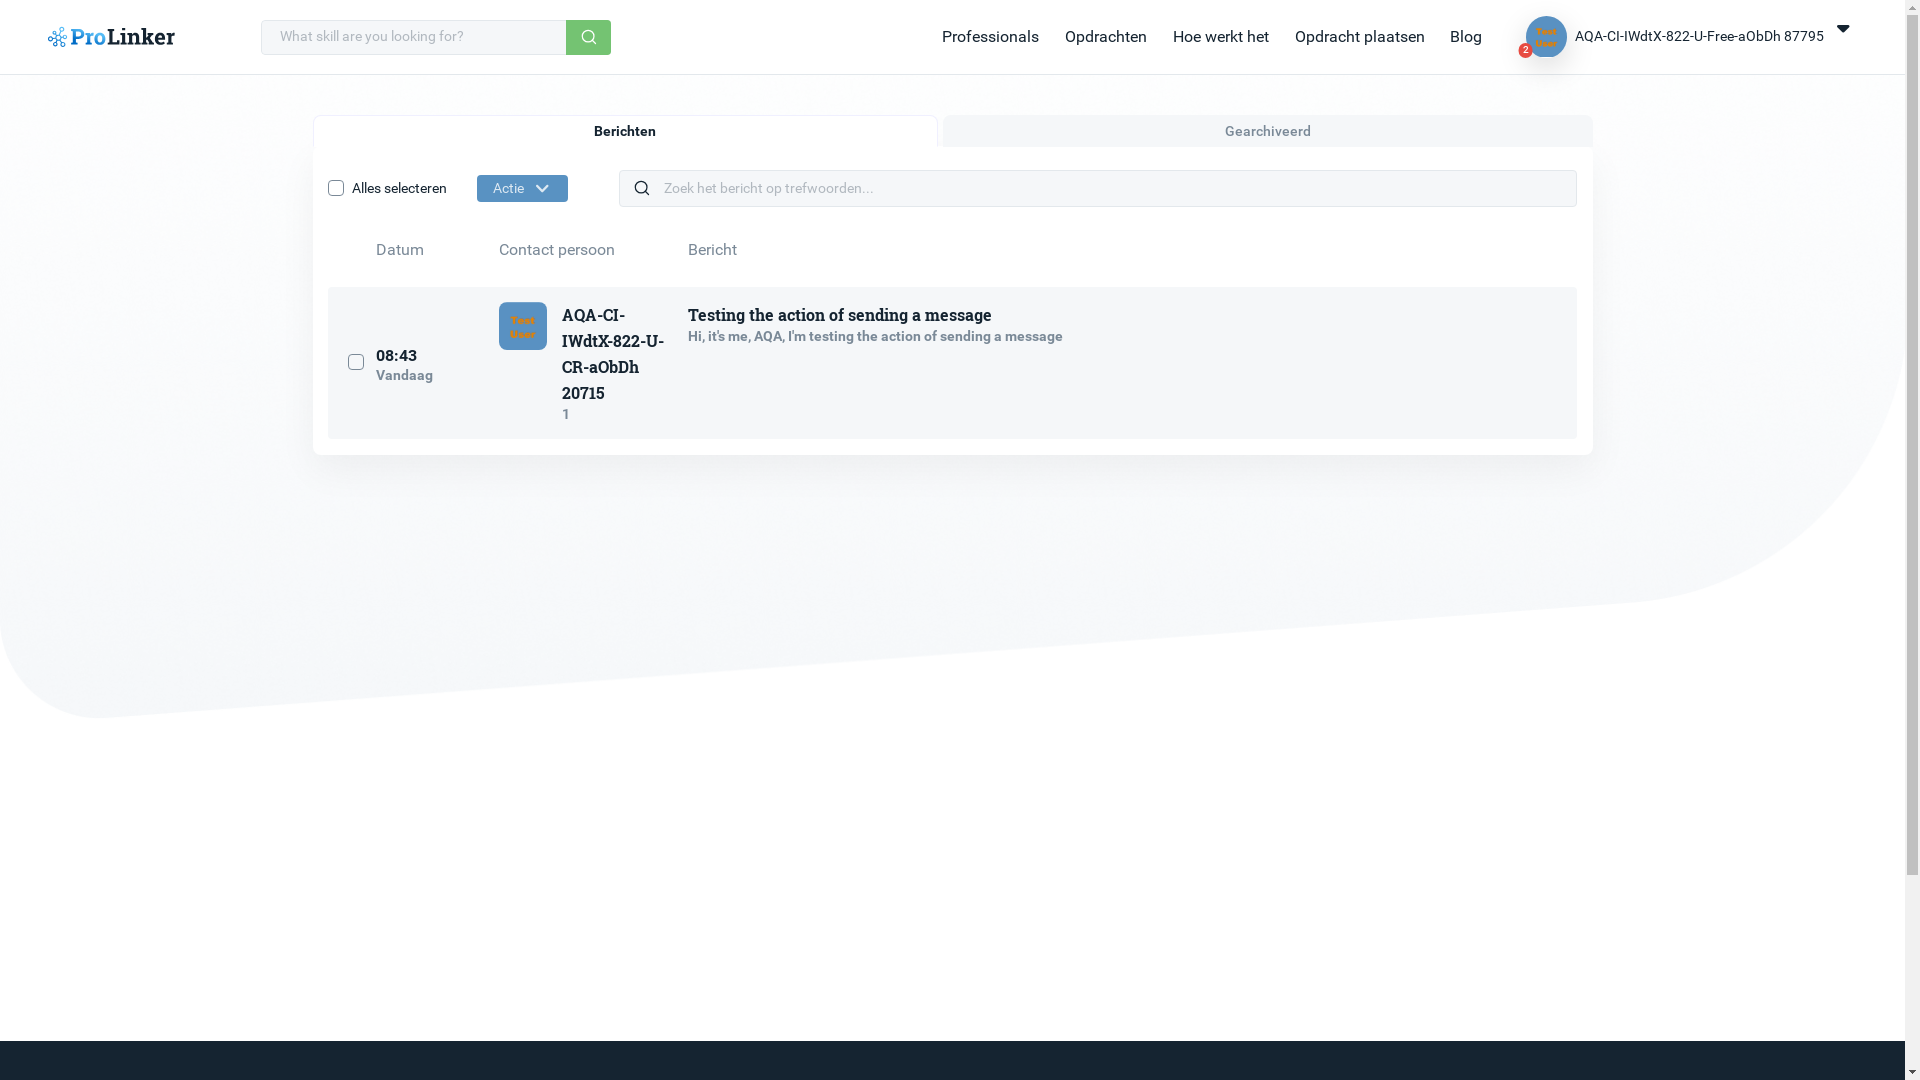 ProLinker
What skill are you looking for?
Professionals
Opdrachten
Hoe werkt het
Opdracht plaatsen
Blog
Test
User
2
AQA-CI-IWdtX-822-U-Free-aObDh 87795
Berichten
Gearchiveerd
Alles selecteren
Actie
Zoek het bericht op trefwoorden...
Datum
Contact persoon
Bericht
08:43
Vandaag
Test
User
AQA-CI-
IWdtX-822-U-
CR-aObDh
20715
1
Testing the action of sending a message
Hi, it's me, AQA, I'm testing the action of sending a message